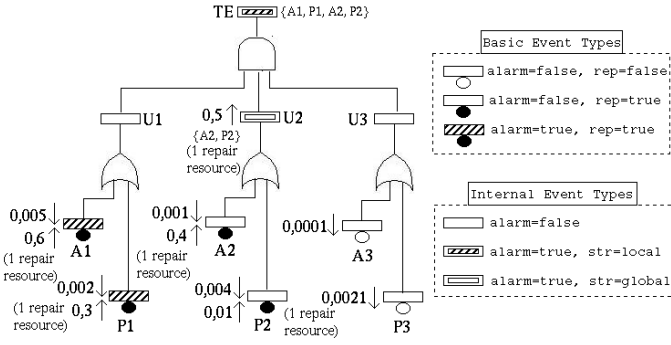 TE {A1, P1, A2, P2}
Basic Event Types
alarm=false, rep=false
alarm=false, rep=true
alarm=true, rep=true
U1
0,5
U2
{A2, P2}
(1 repair
resource)
U3
Internal Event Types
alarm=false
alarm=true, str=local
alarm=true, str=global
0,005
0,6
(1 repair
resource)
A1
0,001
0,4
(1 repair
resource)
A2
0,0001
A3
0,002
(1 repair
resource)
0,3
P1
0,004
0,01
(1 repair
resource)
P2
0,0021
P3